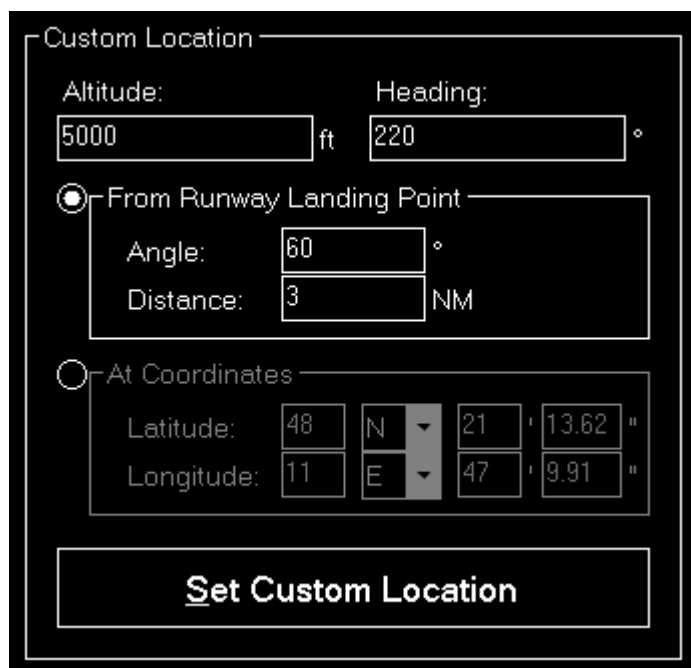 Custom Location
Altitude: Heading:
5000 ft 220 °
From Runway Landing Point
Angle: 60 °
Distance: 3 NM
At Coordinates
Latitude: 48 N 21 ' 13.62 "
Longitude: 11 E 47 ' 9.91 "
Set Custom Location